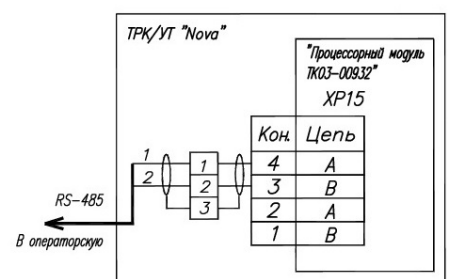 ТРК/УТ "Nova"
"Процессорный модуль
ТК03-00932"
XP15
Кон. Цепь
4 A
3 B
2 A
1 B
1
2
1
2
3
RS-485
В операторскую